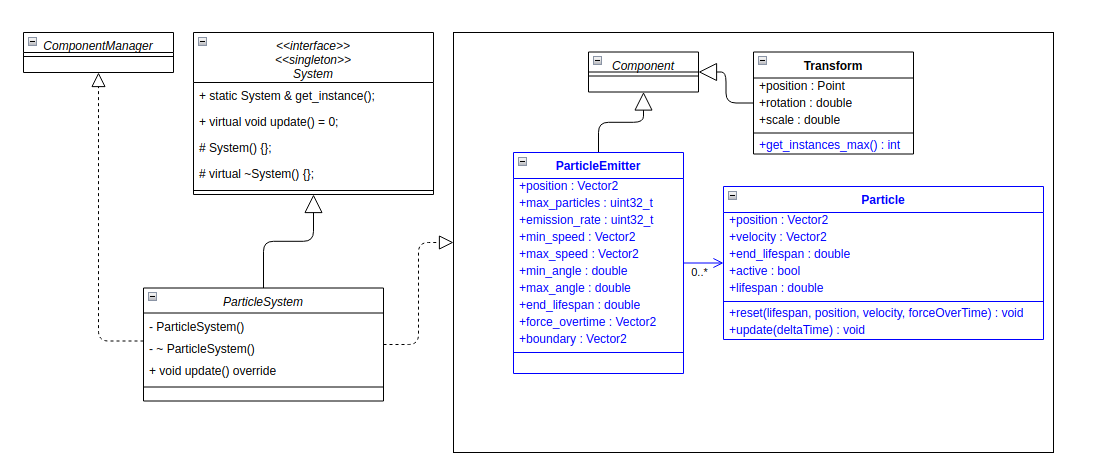 ComponentManager
<<interface>>
<<singleton>>
System
+ static System & get_instance();
+ virtual void update() = 0;
# System() {};
# virtual ~System() {};
ParticleSystem
- ParticleSystem()
- ~ ParticleSystem()
+ void update() override
Component
Transform
+position : Point
+rotation : double
+scale : double
+get_instances_max() : int
ParticleEmitter
+position : Vector2
+max_particles : uint32_t
+emission_rate : uint32_t
+min_speed : Vector2
+max_speed : Vector2
+min_angle : double
+max_angle : double
+end_lifespan : double
+force_overtime : Vector2
+boundary : Vector2
0..*
Particle
+position : Vector2
+velocity : Vector2
+end_lifespan : double
+active : bool
+lifespan : double
+reset(lifespan, position, velocity, forceOverTime) : void
+update(deltaTime) : void